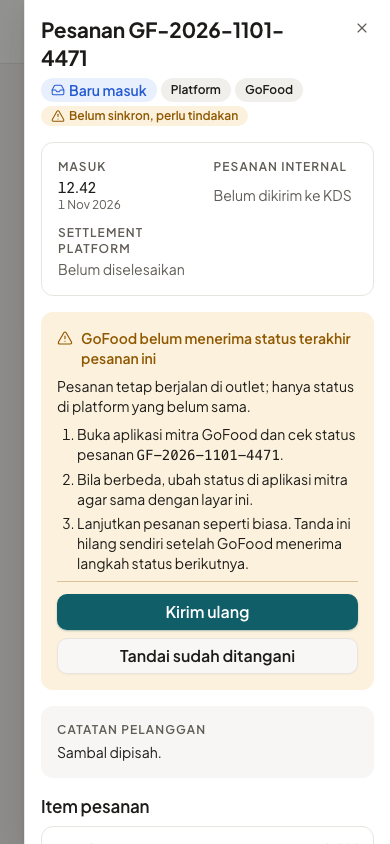 Pesanan GF-2026-1101-
4471
Baru masuk
Platform
GoFood
Belum sinkron, perlu tindakan
MASUK
12.42
1 Nov 2026
PESANAN INTERNAL
Belum dikirim ke KDS
SETTLEMENT
PLATFORM
Belum diselesaikan
GoFood belum menerima status terakhir
pesanan ini
Pesanan tetap berjalan di outlet; hanya status
di platform yang belum sama.
1. Buka aplikasi mitra GoFood dan cek status
pesanan GF-2026-1101-4471.
2. Bila berbeda, ubah status di aplikasi mitra
agar sama dengan layar ini.
3. Lanjutkan pesanan seperti biasa. Tanda ini
hilang sendiri setelah GoFood menerima
langkah status berikutnya.
Kirim ulang
Tandai sudah ditangani
CATATAN PELANGGAN
Sambal dipisah.
Item pesanan